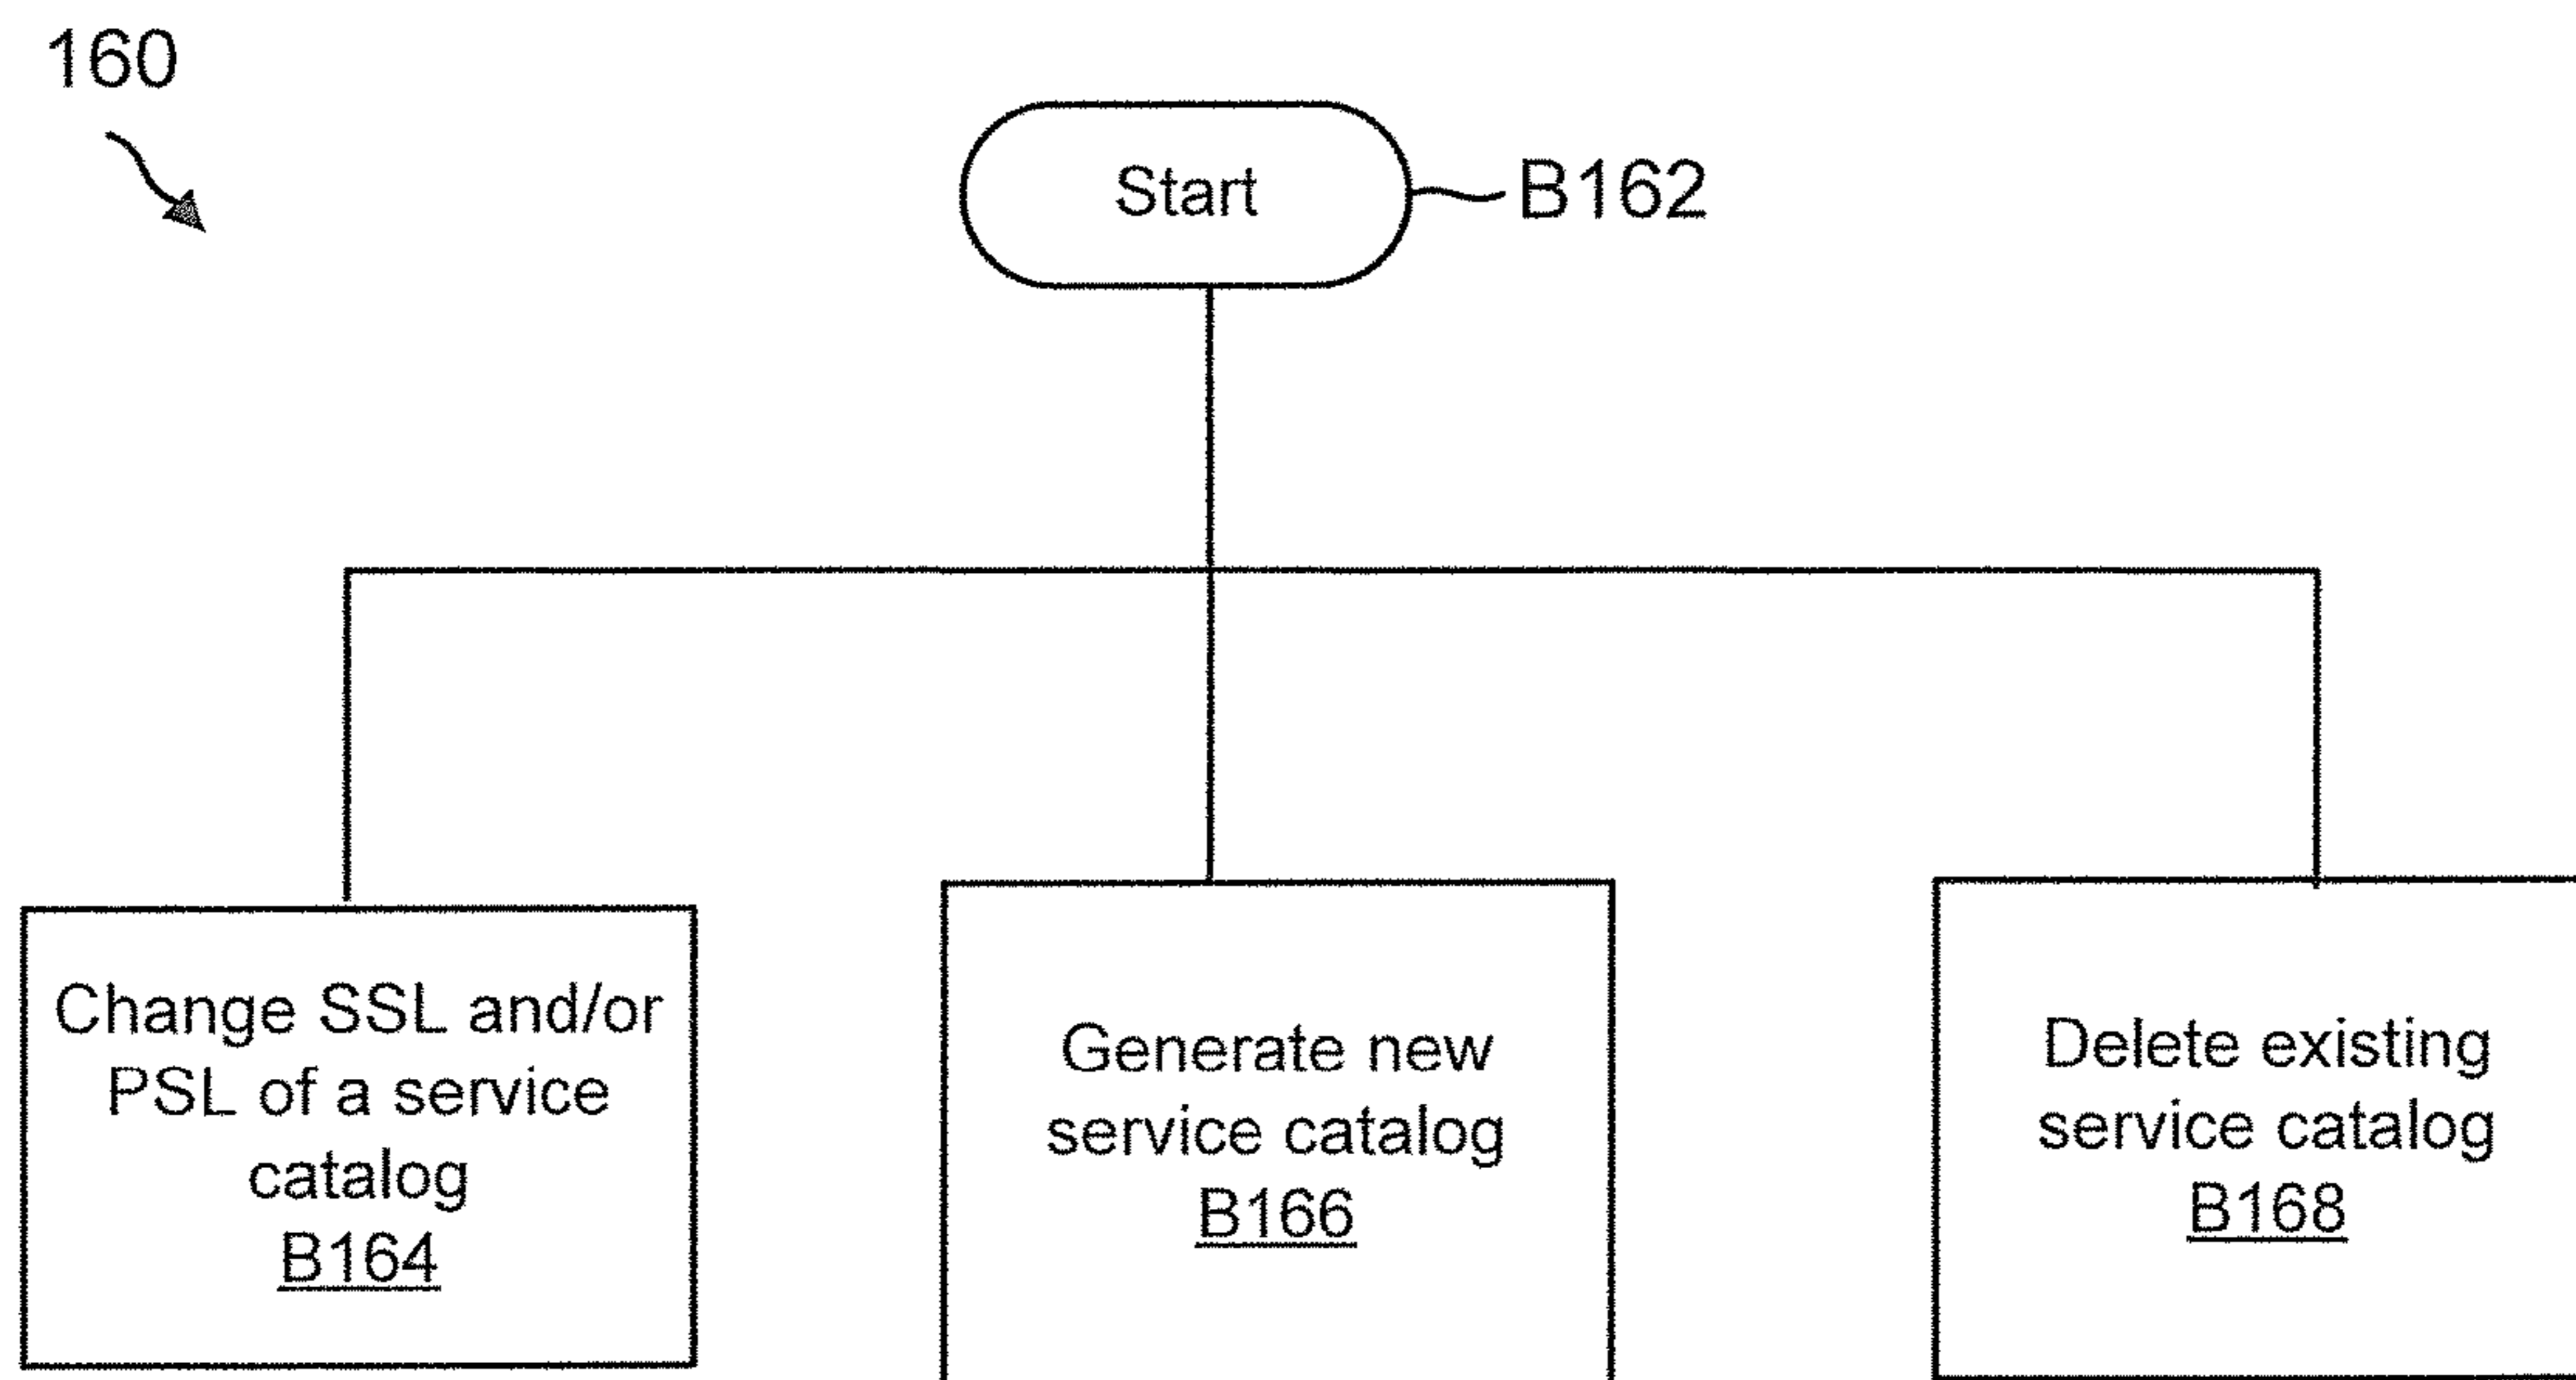 160
Start
B162
Change SSL and/or
PSL of a service
catalog
B164
Generate new
service catalog
B166
Delete existing
service catalog
B168